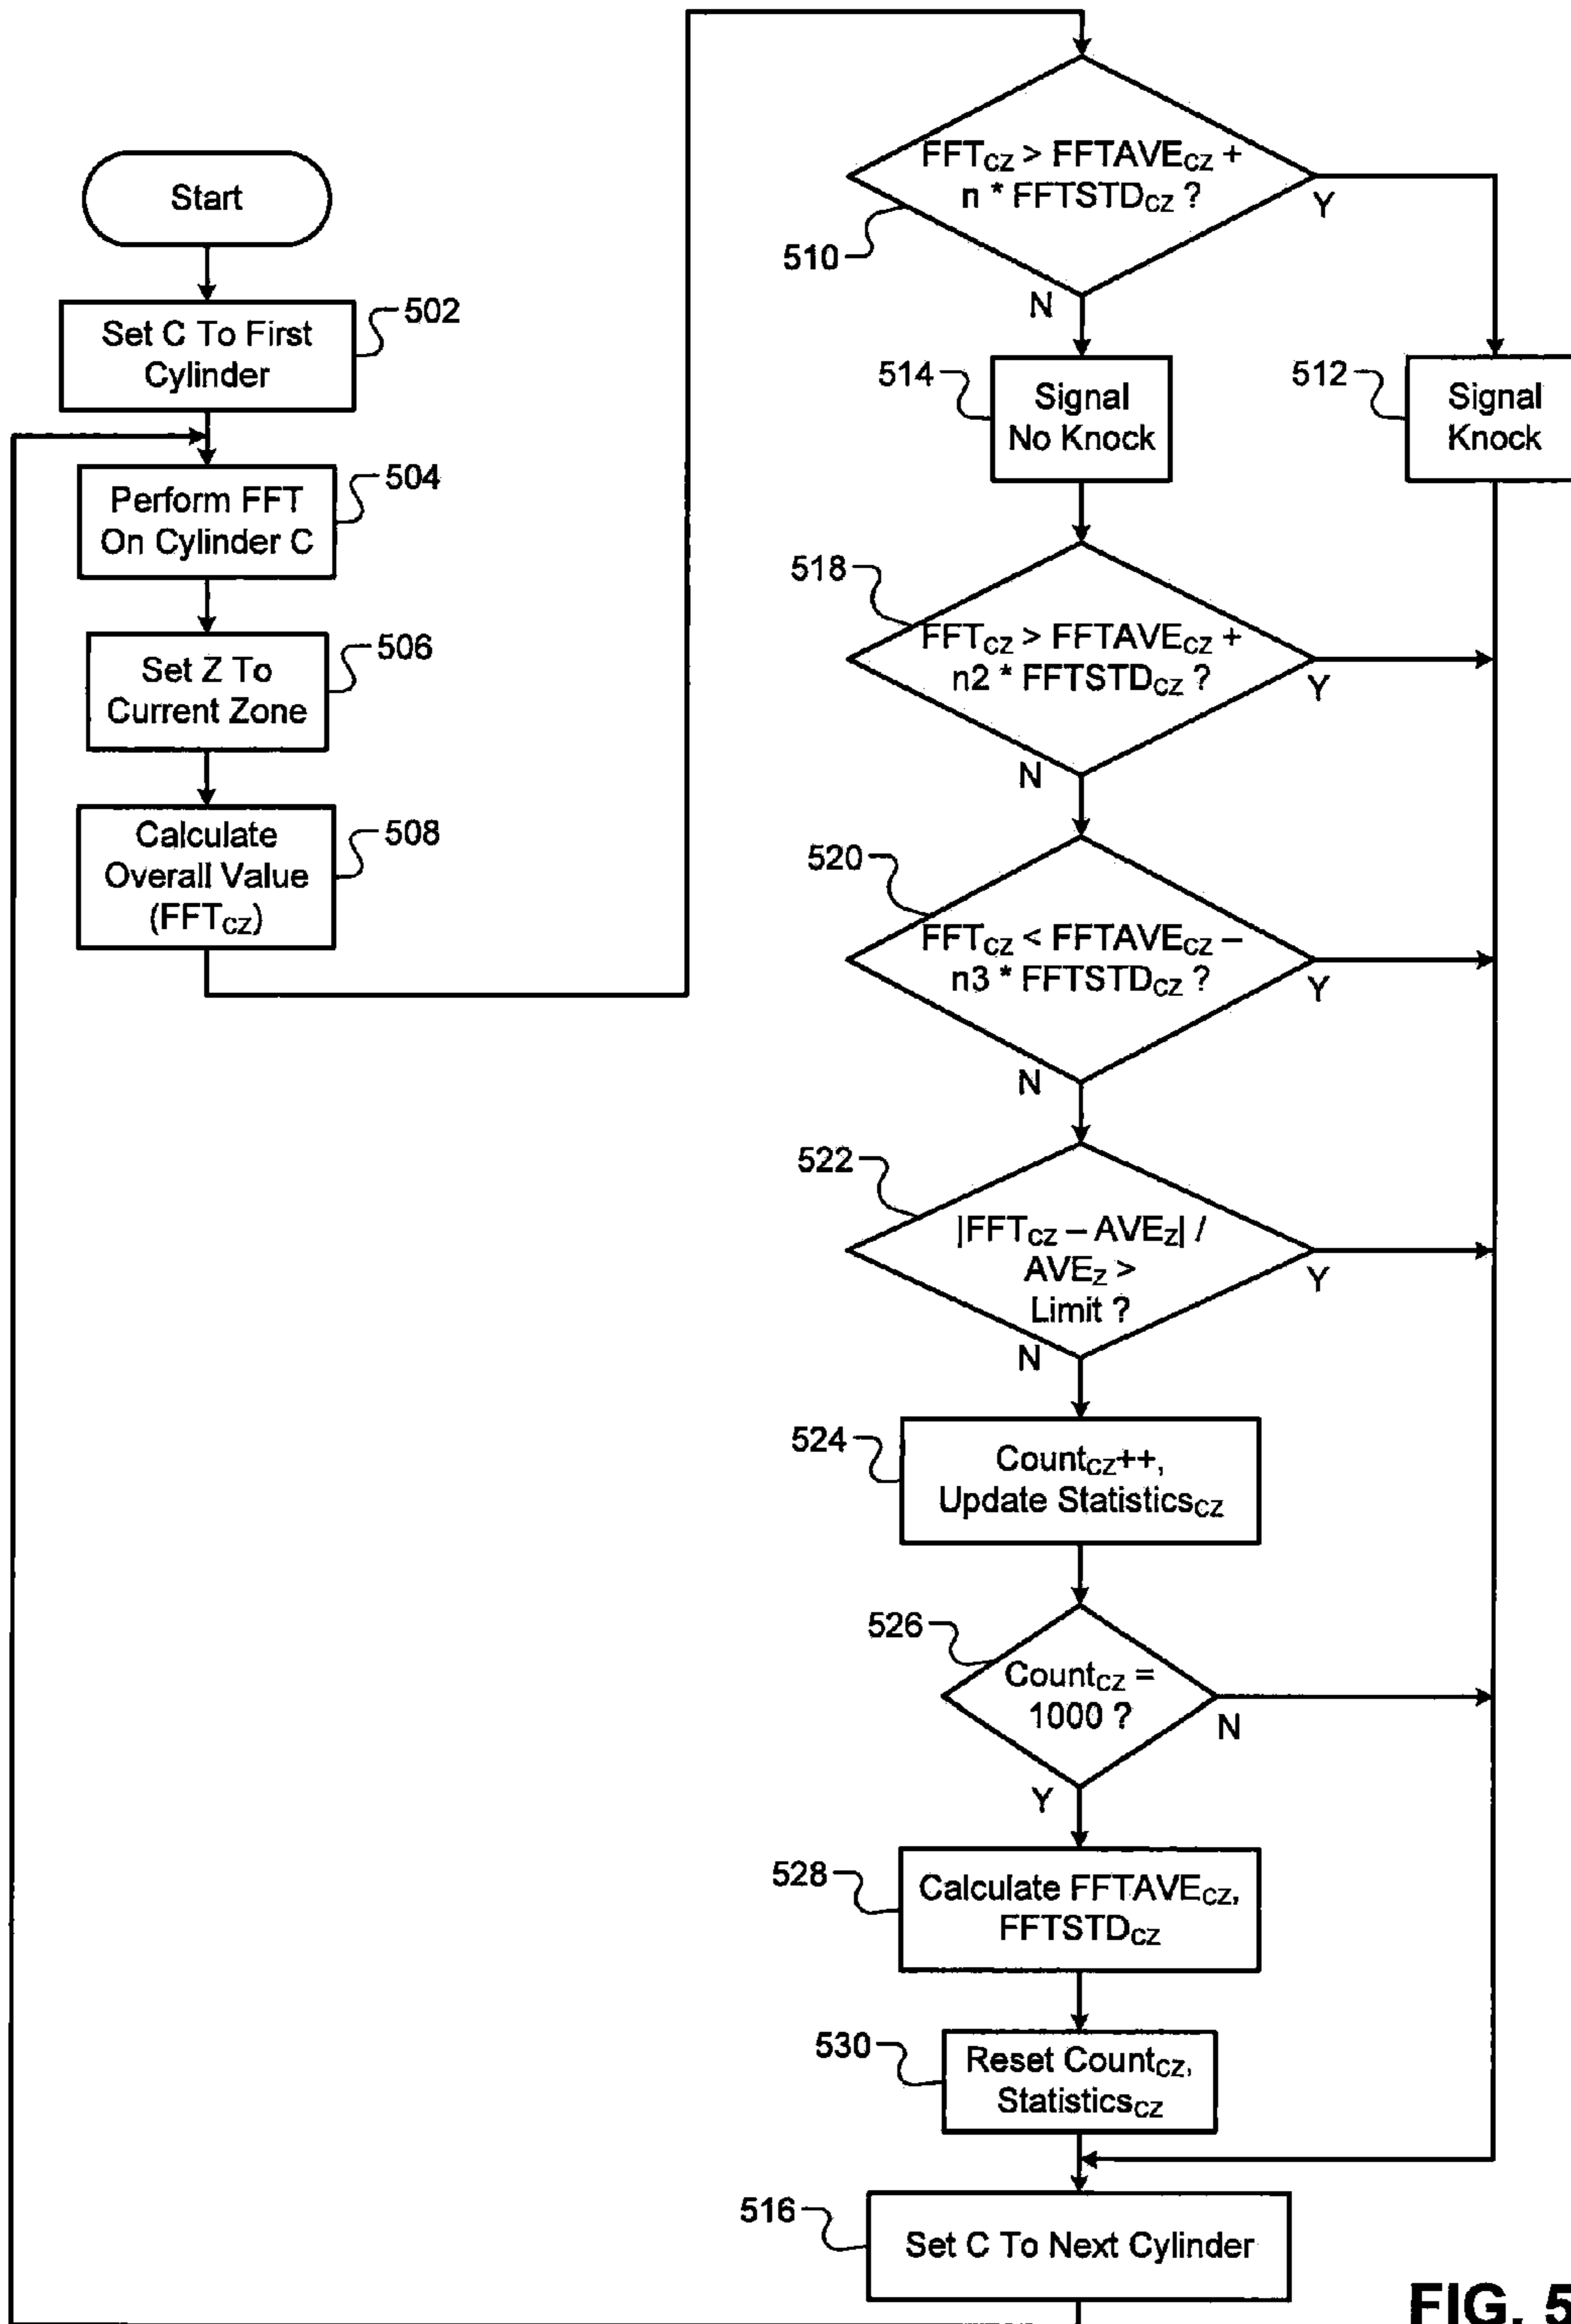 Start
502
Set C To First
Cylinder
504
Perform FFT
On Cylinder C
506
Set Z To
Current Zone
508
Calculate
Overall Value
(FFTCZ)
FFTCZ > FFTAVECZ +
n * FFTSTDCZ ?
Y
510
N
514
Signal
No Knock
512
Signal
Knock
518
FFTCZ > FFTAVECZ +
n2 * FFTSTDCZ ?
Y
N
520
FFTCZ < FFTAVECZ –
n3 * FFTSTDCZ ?
Y
N
522
|FFTCZ – AVEZ| /
AVEZ >
Limit ?
Y
N
524
CountCZ++,
Update StatisticsCZ
526
CountCZ =
1000 ?
N
Y
528
Calculate FFTAVECZ,
FFTSTDCZ
530
Reset CountCZ,
StatisticsCZ
516
Set C To Next Cylinder
FIG. 5